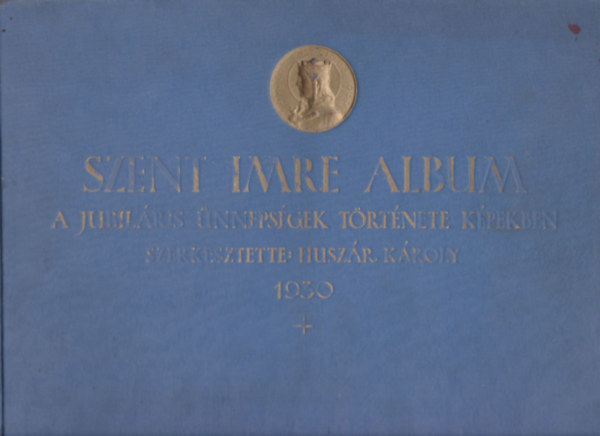 SZENT IMRE ALBUM
A JUBILÁRIS ÜNNEPSÉGEK TÖRTÉNETE KÉPEKBEN
SZERKESZTETTE: HUSZÁR KÁROLY
1930